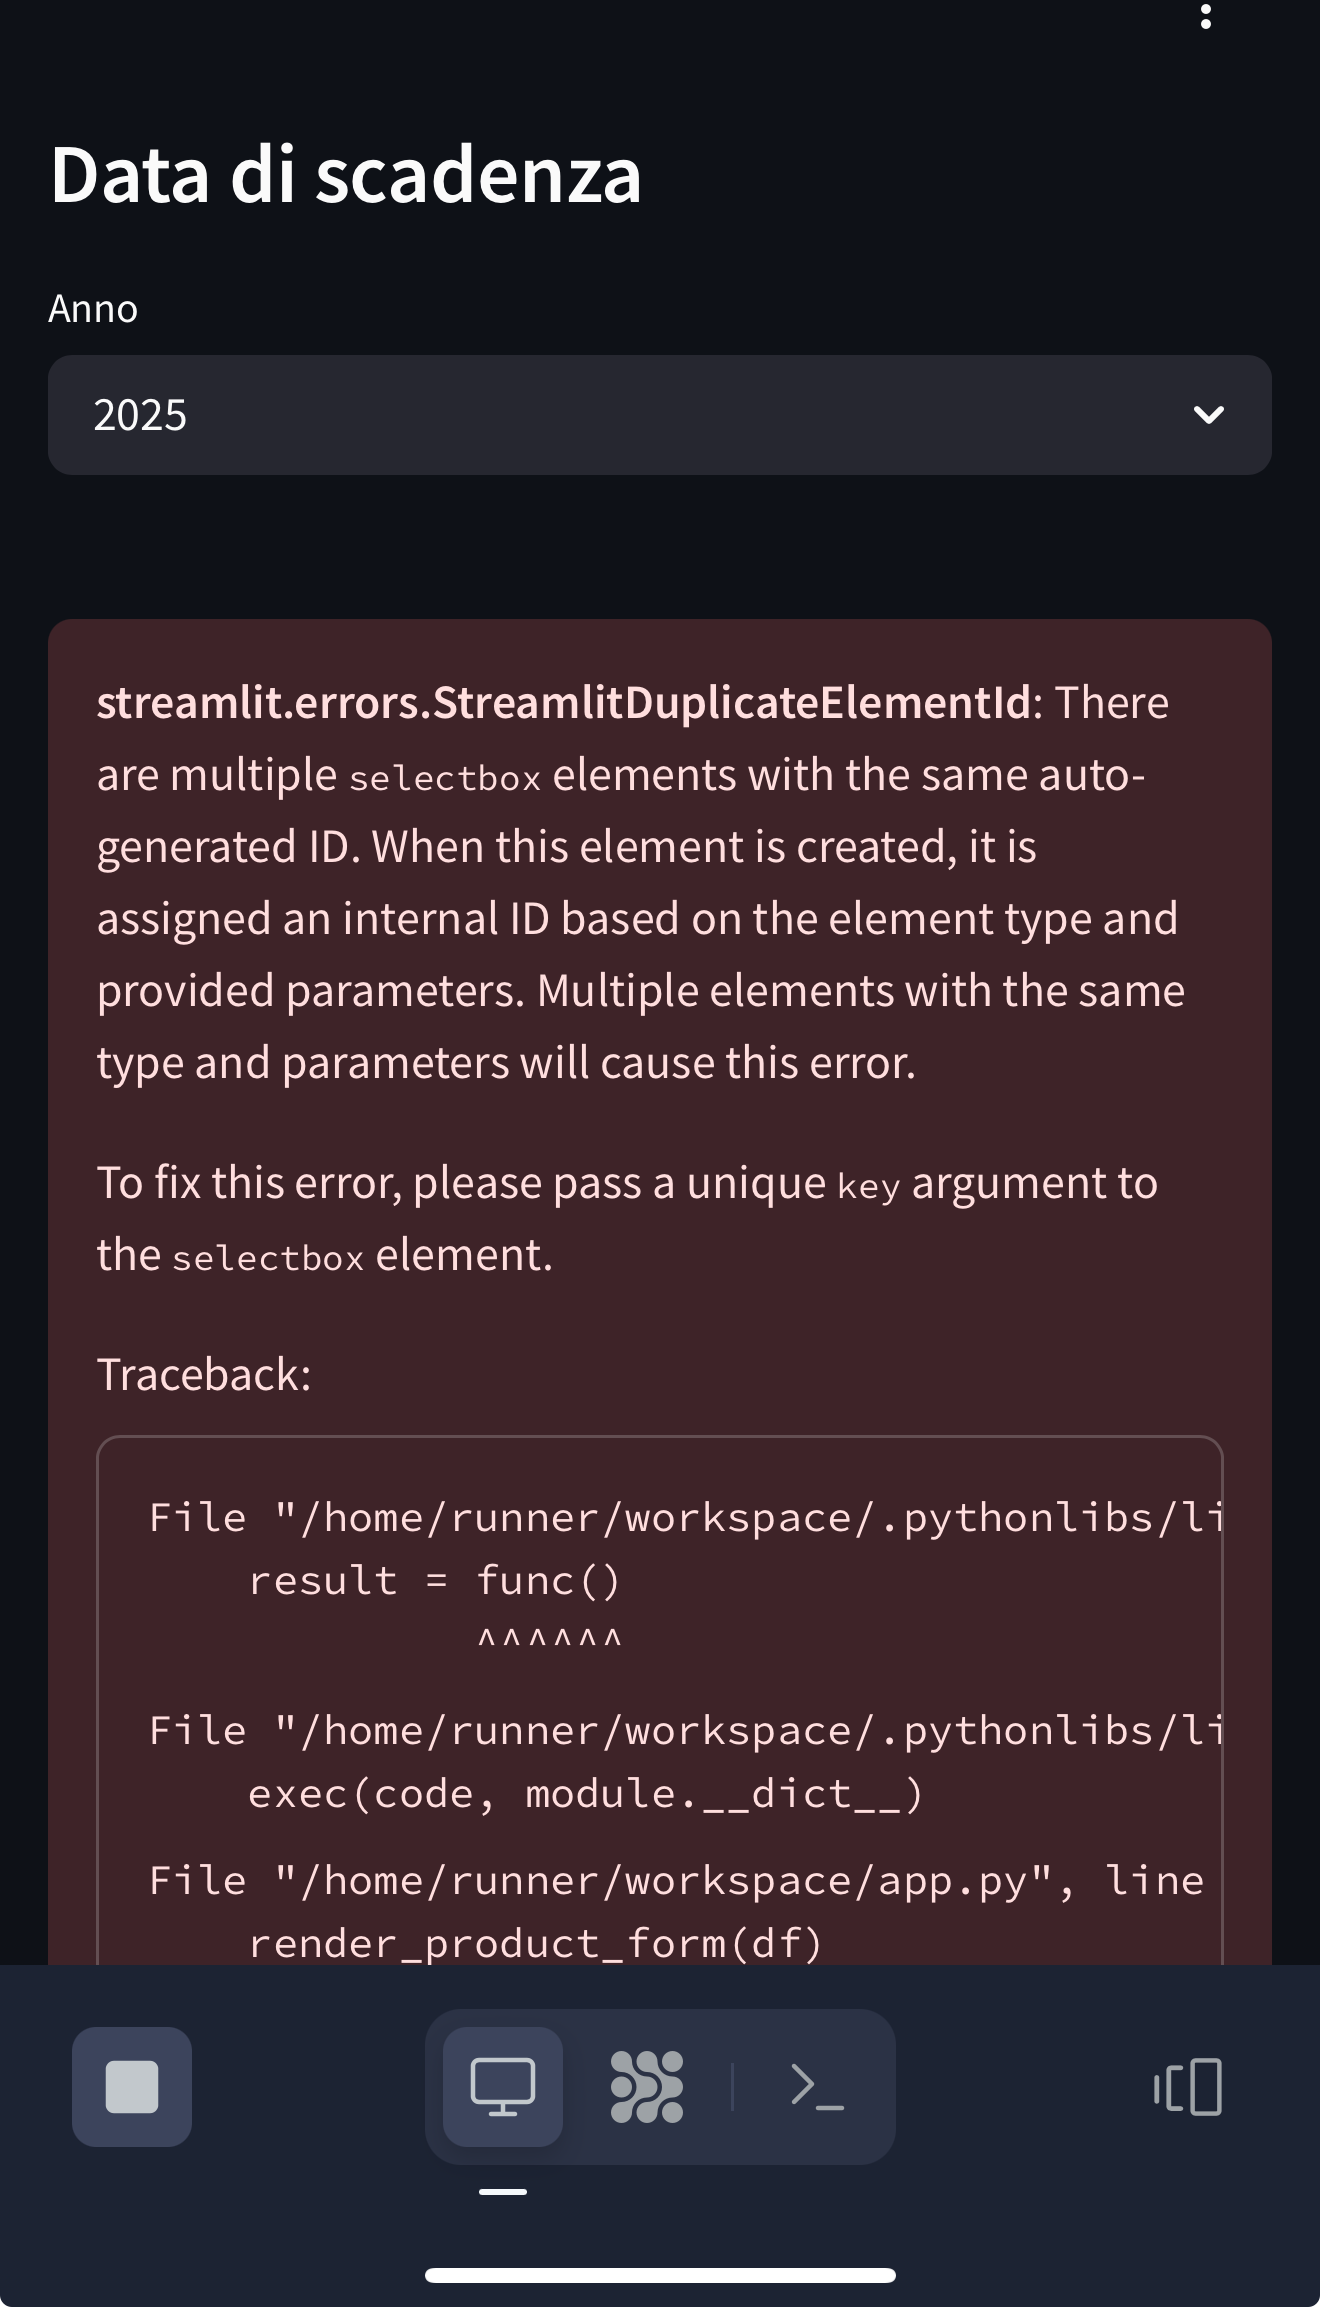 Data di scadenza
Anno
2025
streamlit.errors.StreamlitDuplicateElementId: There
are multiple selectbox elements with the same auto-
generated ID. When this element is created, it is
assigned an internal ID based on the element type and
provided parameters. Multiple elements with the same
type and parameters will cause this error.
To fix this error, please pass a unique key argument to
the selectbox element.
Traceback:
File "/home/runner/workspace/.pythonlibs/li
result = func()
^^^^^^
File "/home/runner/workspace/.pythonlibs/li
exec(code, module.__dict__)
File "/home/runner/workspace/app.py", line
render_product_form(df)